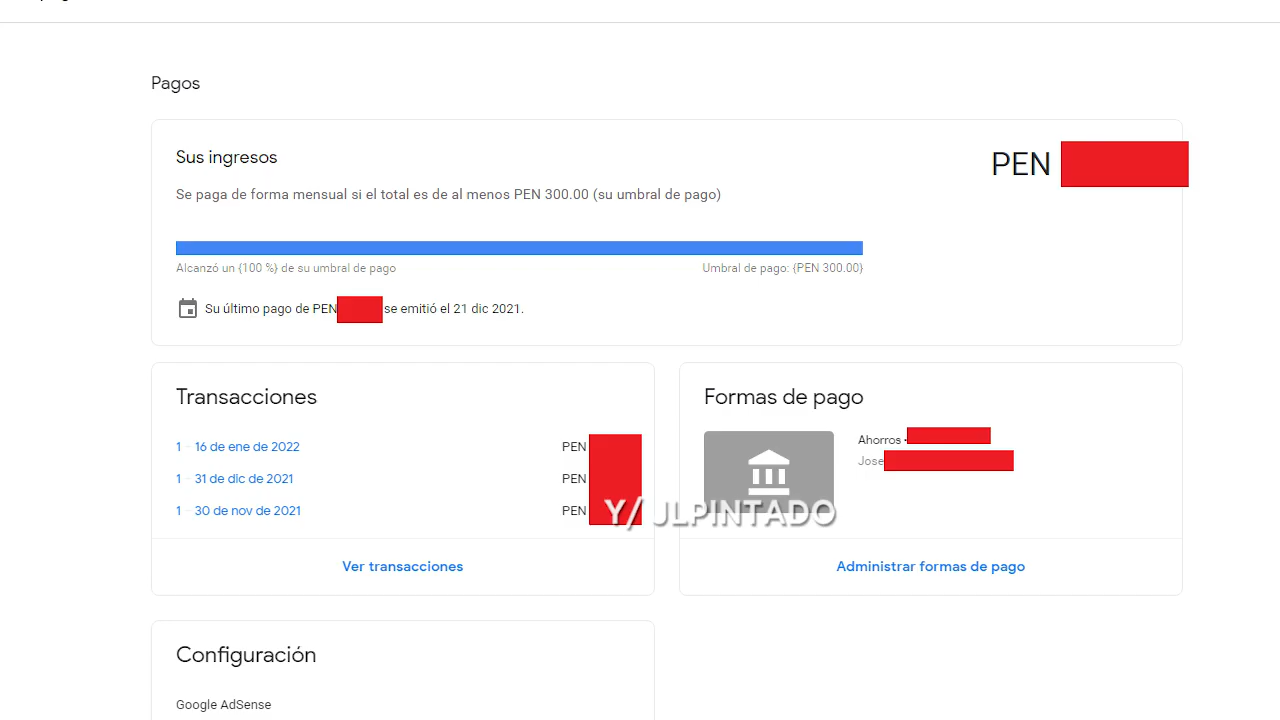 Pagos
Sus ingresos
PEN
Se paga de forma mensual si el total es de al menos PEN 300.00 (su umbral de pago)
Alcanzó un {100 %} de su umbral de pago
Umbral de pago: {PEN 300.00}
Su último pago de PEN se emitió el 21 dic 2021.
Transacciones
1 – 16 de ene de 2022 PEN
1 – 31 de dic de 2021 PEN
1 – 30 de nov de 2021 PEN
Ver transacciones
Formas de pago
Ahorros •
Jose
Y/ JLPINTADO
Administrar formas de pago
Configuración
Google AdSense